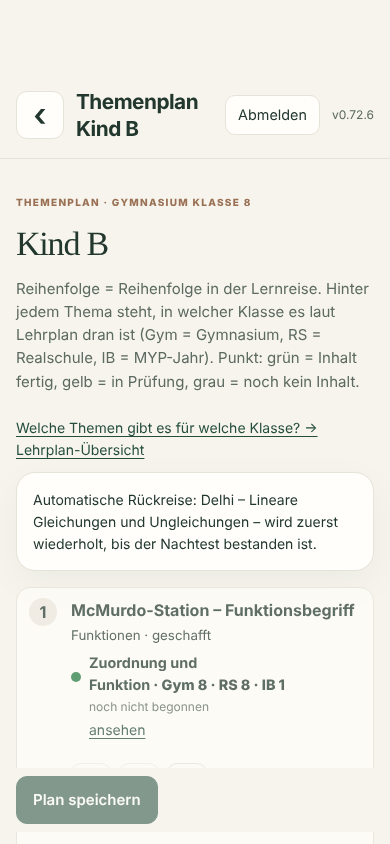 Themenplan
Kind B
Abmelden
v0.72.6
THEMENPLAN · GYMNASIUM KLASSE 8
Kind B
Reihenfolge = Reihenfolge in der Lernreise. Hinter
jedem Thema steht, in welcher Klasse es laut
Lehrplan dran ist (Gym = Gymnasium, RS =
Realschule, IB = MYP-Jahr). Punkt: grün = Inhalt
fertig, gelb = in Prüfung, grau = noch kein Inhalt.
Welche Themen gibt es für welche Klasse? →
Lehrplan-Übersicht
Automatische Rückreise: Delhi – Lineare
Gleichungen und Ungleichungen – wird zuerst
wiederholt, bis der Nachtest bestanden ist.
1
McMurdo-Station – Funktionsbegriff
Funktionen · geschafft
Zuordnung und
Funktion · Gym 8 · RS 8 · IB 1
noch nicht begonnen
ansehen
Plan speichern